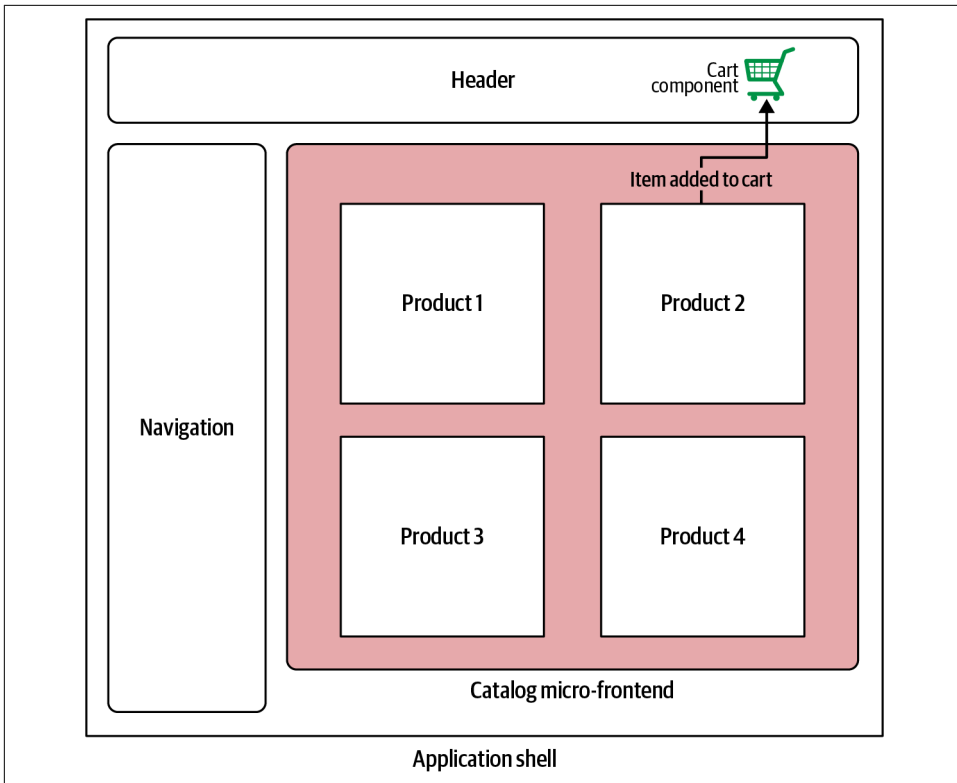 Header
Cart
component
Item added to cart
Product 1
Product 2
Navigation
Product 3
Product 4
Catalog micro-frontend
Application shell